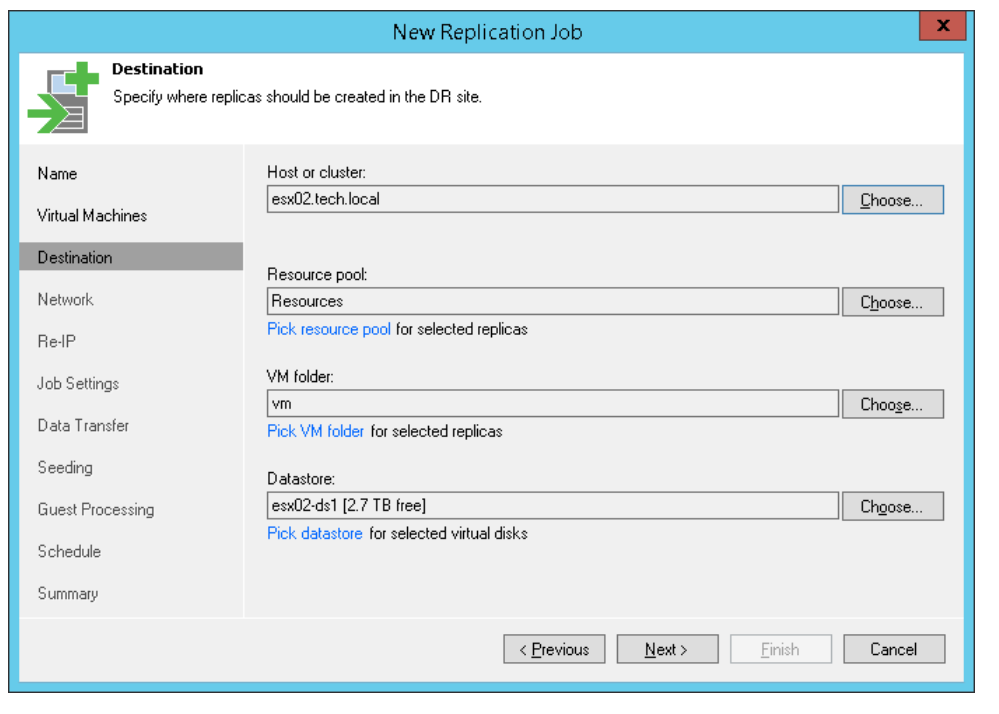 New Replication Job
x
Destination
Specify where replicas should be created in the DR site.
Name
Virtual Machines
Destination
Network
Re-IP
Job Settings
Data Transfer
Seeding
Guest Processing
Schedule
Summary
Host or cluster:
esx02.tech.local
Choose...
Resource pool:
Resources
Choose...
Pick resource pool for selected replicas
VM folder:
vm
Choose...
Pick VM folder for selected replicas
Datastore:
esx02-ds1 [2.7 TB free]
Choose...
Pick datastore for selected virtual disks
< Previous
Next >
Finish
Cancel